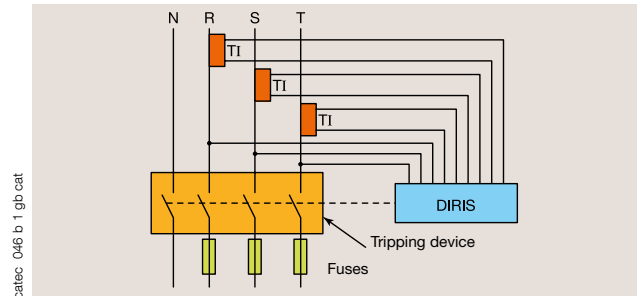 N R S T
TI
TI
TI
DIRIS
Tripping device
Fuses
catec 046 b 1 gb cat